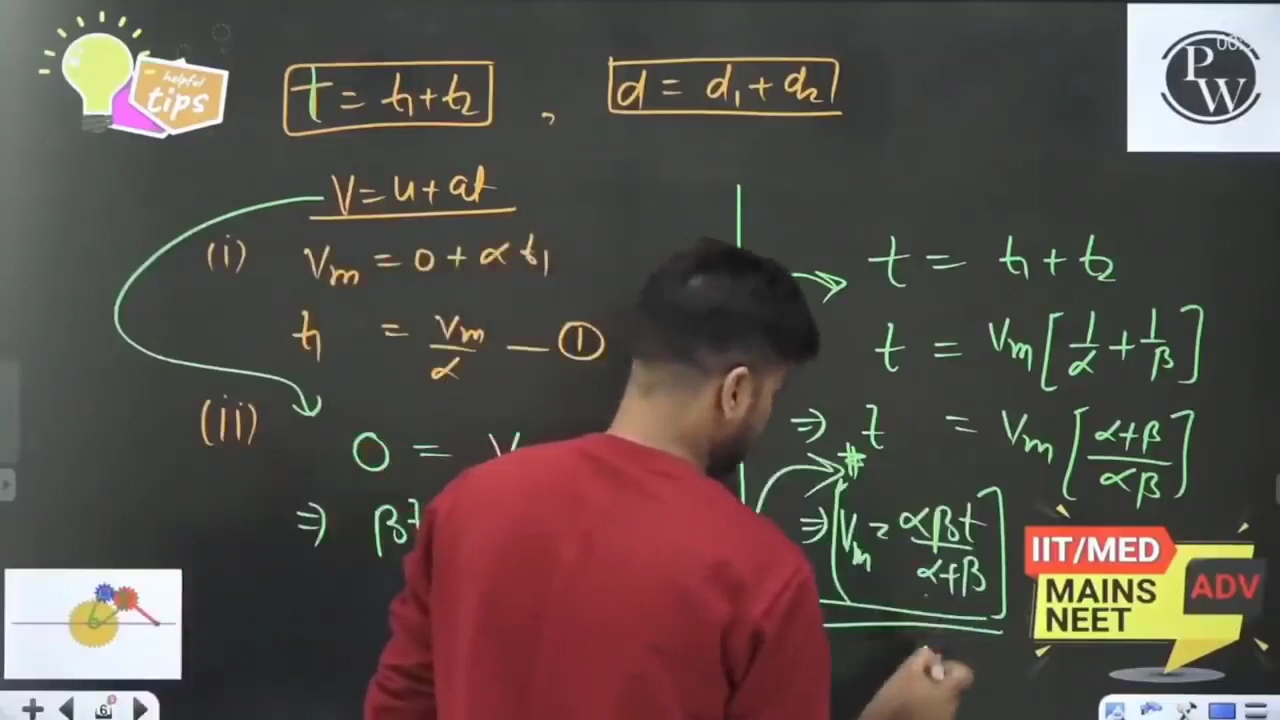 helpful
tips
t = t₁+t₂ , d = d₁+d₂
PW
V=u+at
(i) Vm = 0 + αt₁
t₁ = Vm/α — ①
(ii) 0 = V
⇒ βt
t = t₁+t₂
t = Vm[1/α + 1/β]
⇒ t = Vm[(α+β)/(αβ)]
#
⇒ Vm = αβt/(α+β)
IIT/MED
MAINS
NEET
ADV